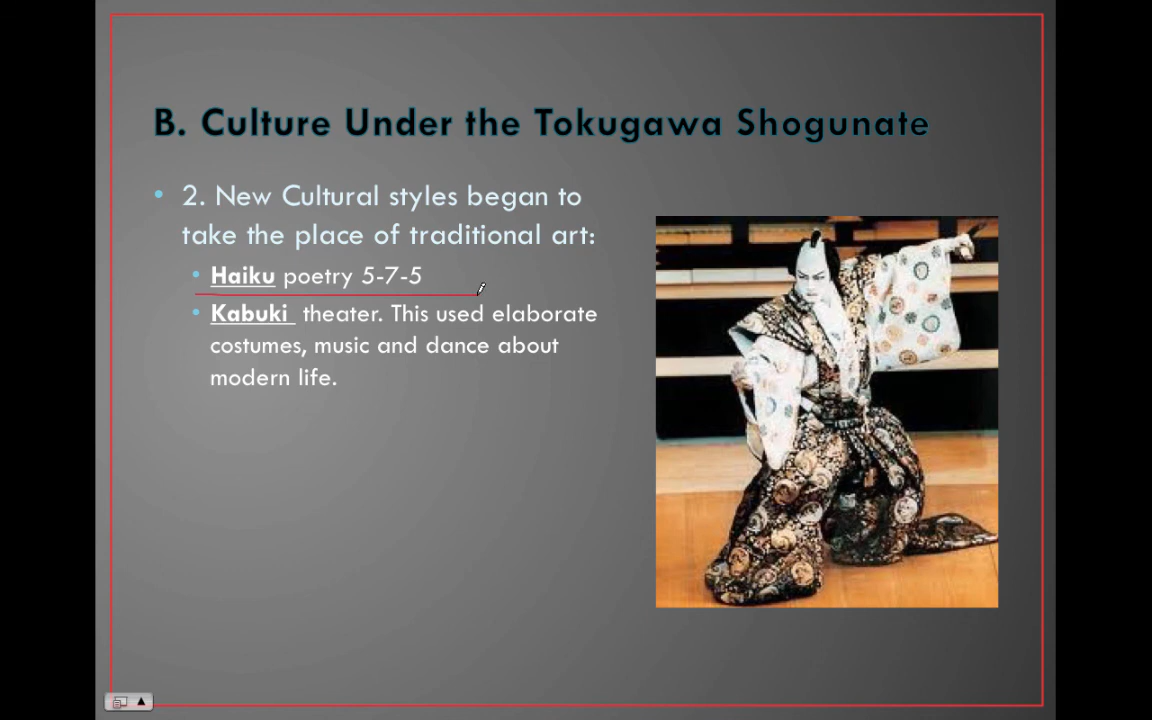 B. Culture Under the Tokugawa Shogunate
• 2. New Cultural styles began to
take the place of traditional art:
• Haiku poetry 5-7-5
• Kabuki theater. This used elaborate
costumes, music and dance about
modern life.